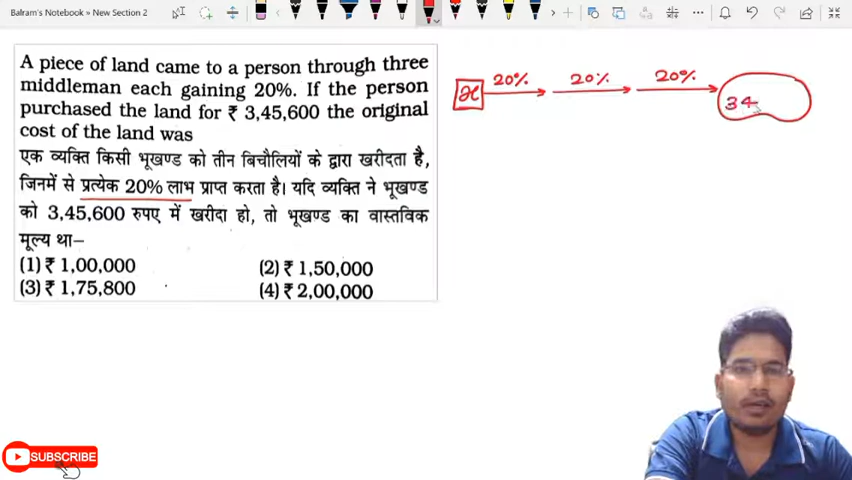 Balram's Notebook » New Section 2
A piece of land came to a person through three
middleman each gaining 20%. If the person
purchased the land for ₹ 3,45,600 the original
cost of the land was
एक व्यक्ति किसी भूखण्ड को तीन बिचौलियों के द्वारा खरीदता है,
जिनमें से प्रत्येक 20% लाभ प्राप्त करता है। यदि व्यक्ति ने भूखण्ड
को 3,45,600 रुपए में खरीदा हो, तो भूखण्ड का वास्तविक
मूल्य था–
(1) ₹ 1,00,000 (2) ₹ 1,50,000
(3) ₹ 1,75,800 (4) ₹ 2,00,000
x 20% 20% 20% 34
SUBSCRIBE